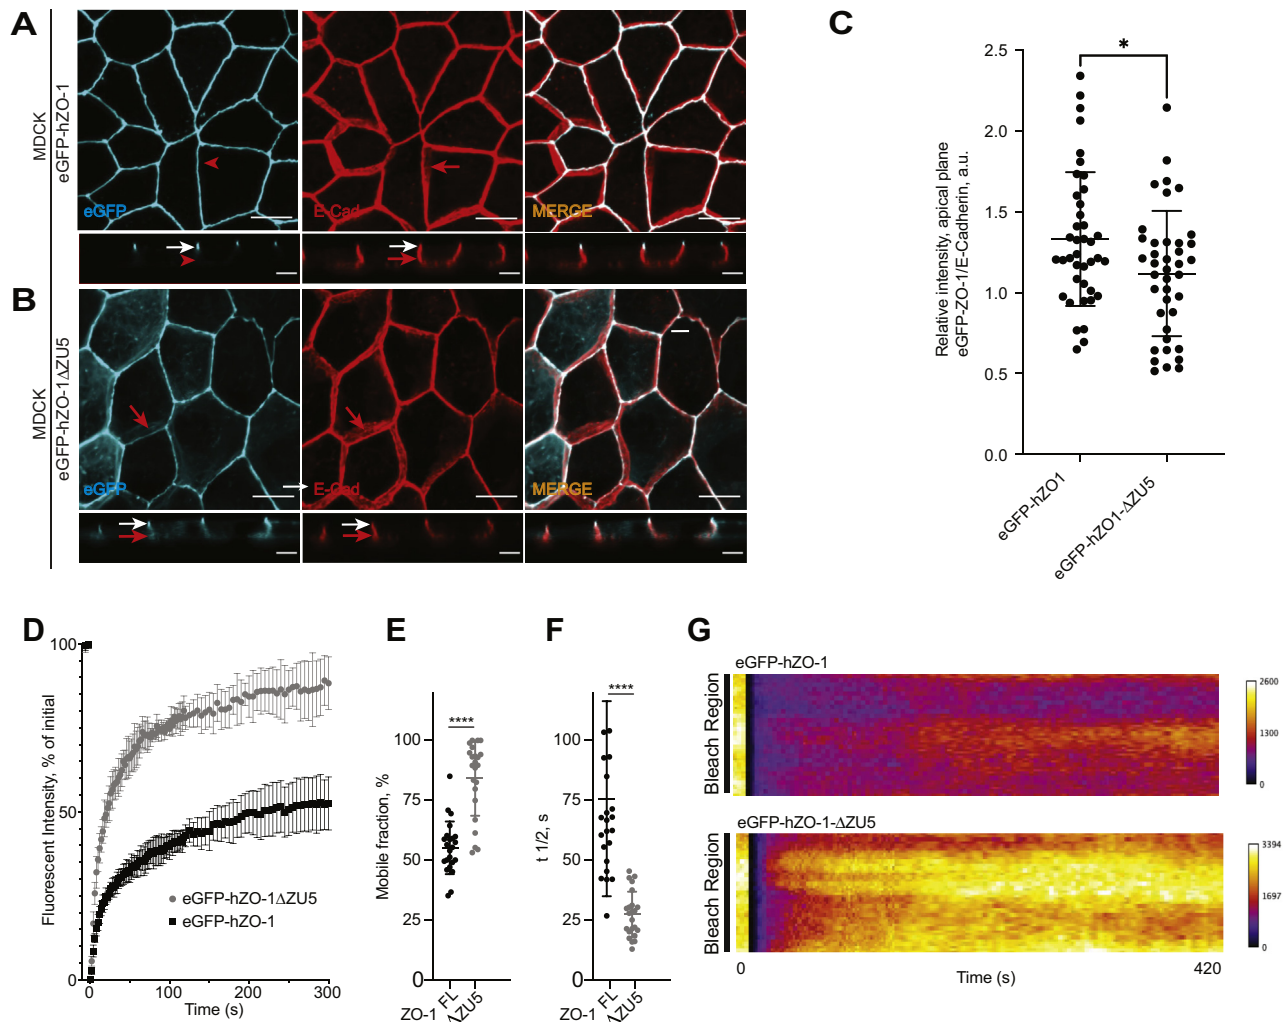 A
MDCK
eGFP-hZO-1
eGFP
E-Cad
MERGE
B
MDCK
eGFP-hZO-1ΔZU5
eGFP
E-Cad
MERGE
C
*
2.5
2.0
1.5
1.0
0.5
0.0
Relative intensity, apical plane
eGFP-ZO-1/E-Cadherin, a.u.
eGFP-hZO1
eGFP-hZO1-ΔZU5
D
100
50
0
Fluorescent Intensity, % of initial
eGFP-hZO-1ΔZU5
eGFP-hZO-1
0
100
200
300
Time (s)
E
****
100
75
50
25
0
Mobile fraction, %
ZO-1
FL
ΔZU5
F
****
100
75
50
25
0
t 1/2, s
ZO-1
FL
ΔZU5
G
eGFP-hZO-1
Bleach Region
2600
1300
0
eGFP-hZO-1-ΔZU5
Bleach Region
3394
1697
0
0
Time (s)
420